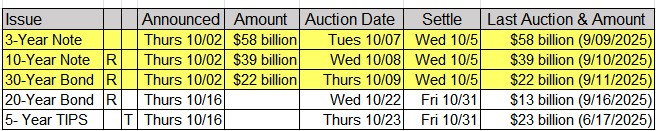 Issue Announced Amount Auction Date Settle Last Auction & Amount
3-Year Note Thurs 10/02 $58 billion Tues 10/07 Wed 10/5 $58 billion (9/09/2025)
10-Year Note R Thurs 10/02 $39 billion Wed 10/08 Wed 10/5 $39 billion (9/10/2025)
30-Year Bond R Thurs 10/02 $22 billion Thurs 10/09 Wed 10/5 $22 billion (9/11/2025)
20-Year Bond R Thurs 10/16 Wed 10/22 Fri 10/31 $13 billion (9/16/2025)
5- Year TIPS T Thurs 10/16 Thurs 10/23 Fri 10/31 $23 billion (6/17/2025)